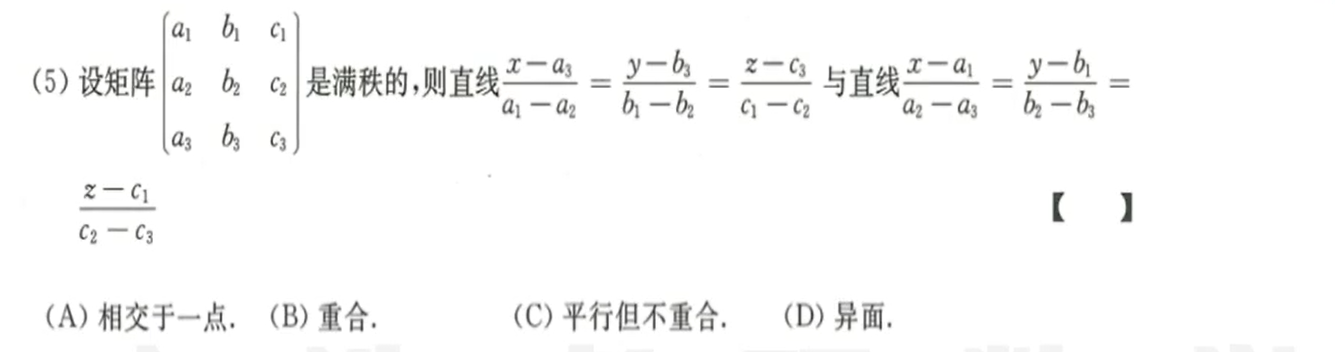 (5) 设矩阵 $\begin{pmatrix} a_1 & b_1 & c_1 \\ a_2 & b_2 & c_2 \\ a_3 & b_3 & c_3 \end{pmatrix}$ 是满秩的,则直线 $\frac{x-a_3}{a_1-a_2} = \frac{y-b_3}{b_1-b_2} = \frac{z-c_3}{c_1-c_2}$ 与直线 $\frac{x-a_1}{a_2-a_3} = \frac{y-b_1}{b_2-b_3} =$
$\frac{z-c_1}{c_2-c_3}$ 【 】
(A) 相交于一点. (B) 重合. (C) 平行但不重合. (D) 异面.